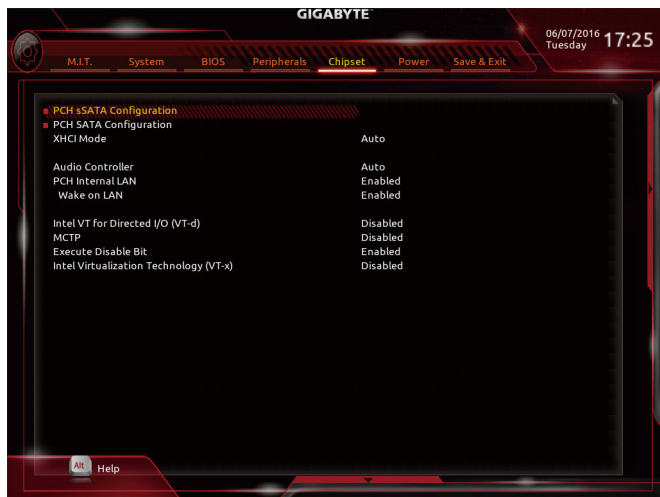 GIGABYTE™
06/07/2016 17:25
Tuesday
M.I.T. System BIOS Peripherals Chipset Power Save & Exit
PCH sSATA Configuration
PCH SATA Configuration
XHCI Mode Auto
Audio Controller Auto
PCH Internal LAN Enabled
Wake on LAN Enabled
Intel VT for Directed I/O (VT-d) Disabled
MCTP Disabled
Execute Disable Bit Enabled
Intel Virtualization Technology (VT-x) Disabled
Alt Help